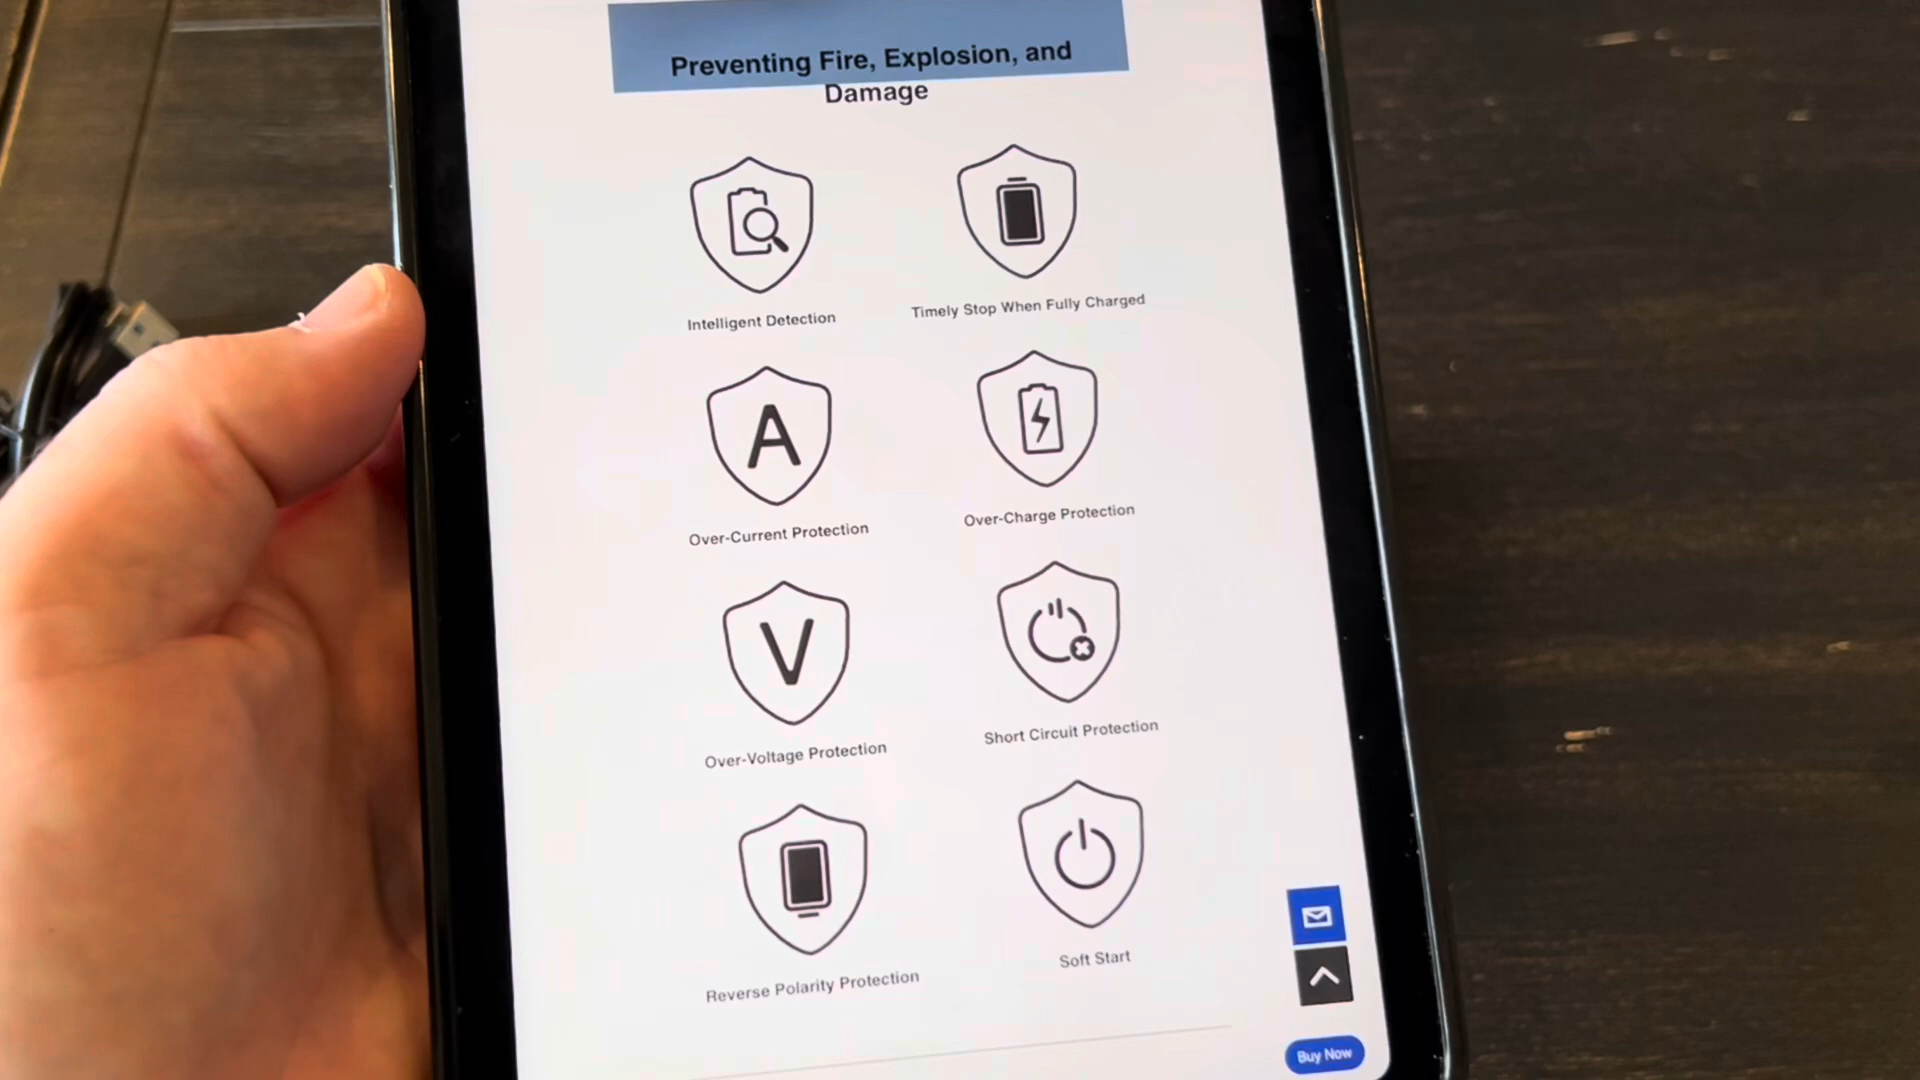 Preventing Fire, Explosion, and
Damage
Intelligent Detection
Timely Stop When Fully Charged
A
Over-Current Protection
Over-Charge Protection
V
Over-Voltage Protection
Short Circuit Protection
Reverse Polarity Protection
Soft Start
Buy Now